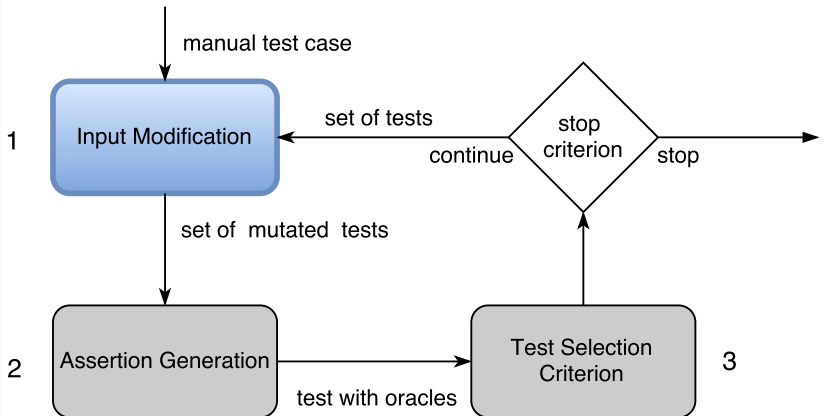 manual test case
1
Input Modification
set of tests
continue
stop
criterion
stop
set of mutated tests
2
Assertion Generation
test with oracles
Test Selection
Criterion
3